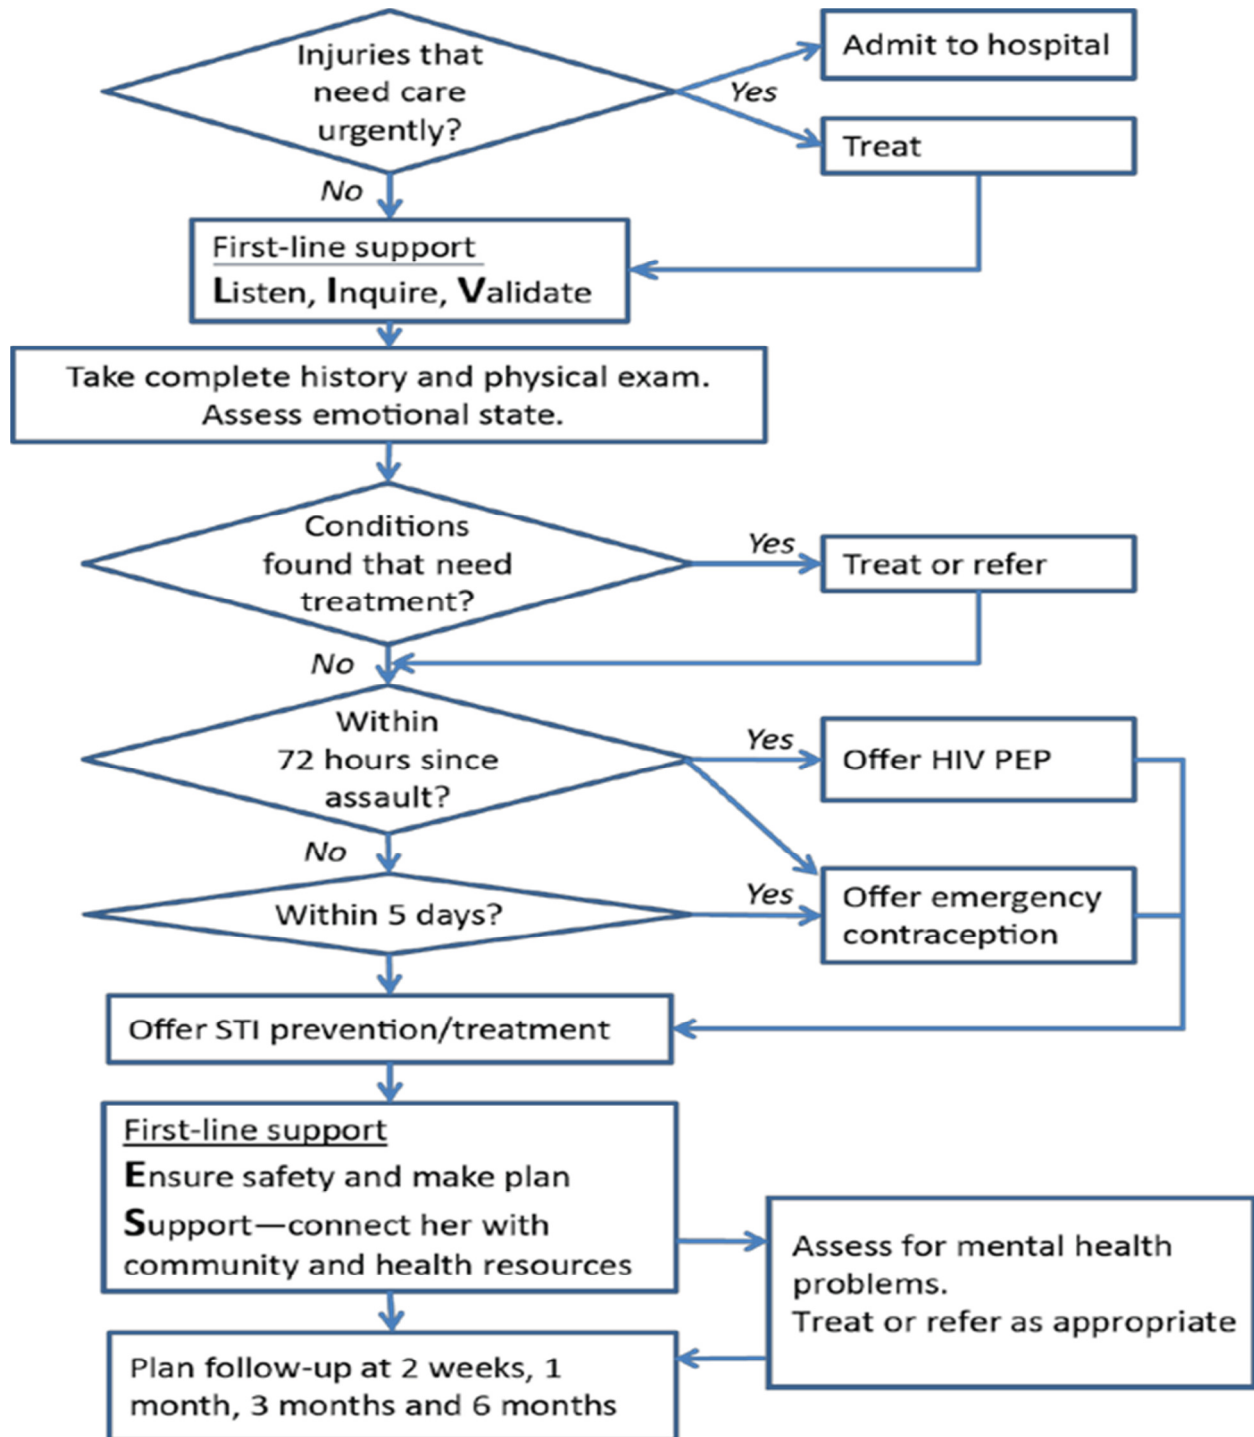 Injuries that
need care
urgently?
Yes
Admit to hospital
Treat
No
First-line support
Listen, Inquire, Validate
Take complete history and physical exam.
Assess emotional state.
Conditions
found that need
treatment?
Yes
Treat or refer
No
Within
72 hours since
assault?
Yes
Offer HIV PEP
No
Within 5 days?
Yes
Offer emergency
contraception
Offer STI prevention/treatment
First-line support
Ensure safety and make plan
Support—connect her with
community and health resources
Assess for mental health
problems.
Treat or refer as appropriate
Plan follow-up at 2 weeks, 1
month, 3 months and 6 months